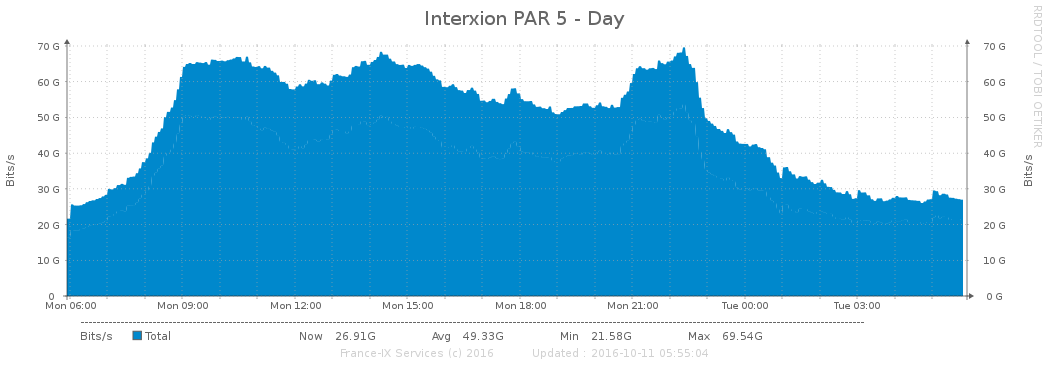 Interxion PAR 5 - Day
RRDTOOL / TOBI OETIKER
Bits/s
70 G 70 G
60 G 60 G
50 G 50 G
40 G 40 G
30 G 30 G
20 G 20 G
10 G 10 G
0 0 G
Bits/s
Mon 06:00 Mon 09:00 Mon 12:00 Mon 15:00 Mon 18:00 Mon 21:00 Tue 00:00 Tue 03:00
Bits/s Total Now 26.91G Avg 49.33G Min 21.58G Max 69.54G
France-IX Services (c) 2016 Updated : 2016-10-11 05:55:04